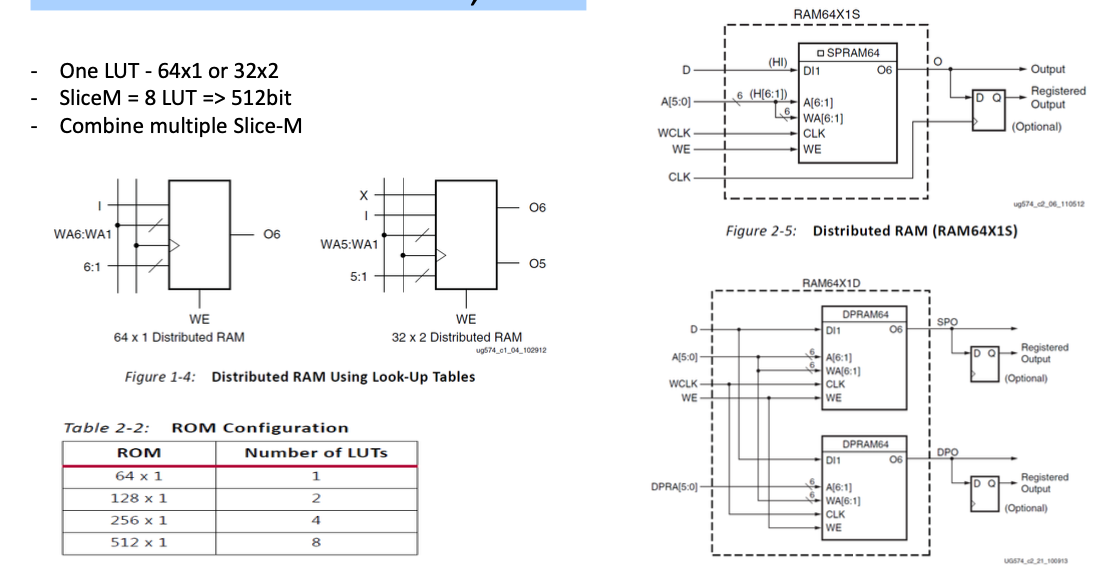 - One LUT - 64x1 or 32x2
- SliceM = 8 LUT => 512bit
- Combine multiple Slice-M
I
WA6:WA1
6:1
O6
WE
64 x 1 Distributed RAM
X
I
WA5:WA1
5:1
O6
O5
WE
32 x 2 Distributed RAM
ug574_c1_04_102912
Figure 1-4: Distributed RAM Using Look-Up Tables
Table 2-2: ROM Configuration
ROM Number of LUTs
64 x 1 1
128 x 1 2
256 x 1 4
512 x 1 8
RAM64X1S
SPRAM64
D
(HI)
DI1
O6
O
Output
A[5:0]
6 (H[6:1])
A[6:1]
6
WA[6:1]
D Q
Registered
Output
(Optional)
WCLK
CLK
WE
WE
CLK
ug574_c2_06_110512
Figure 2-5: Distributed RAM (RAM64X1S)
RAM64X1D
DPRAM64
D
DI1
O6
SPO
A[5:0]
6
A[6:1]
6
WA[6:1]
D Q
Registered
Output
(Optional)
WCLK
CLK
WE
WE
DPRAM64
DI1
O6
DPO
DPRA[5:0]
6
A[6:1]
6
WA[6:1]
D Q
Registered
Output
(Optional)
CLK
WE
UG574_c2_21_100913